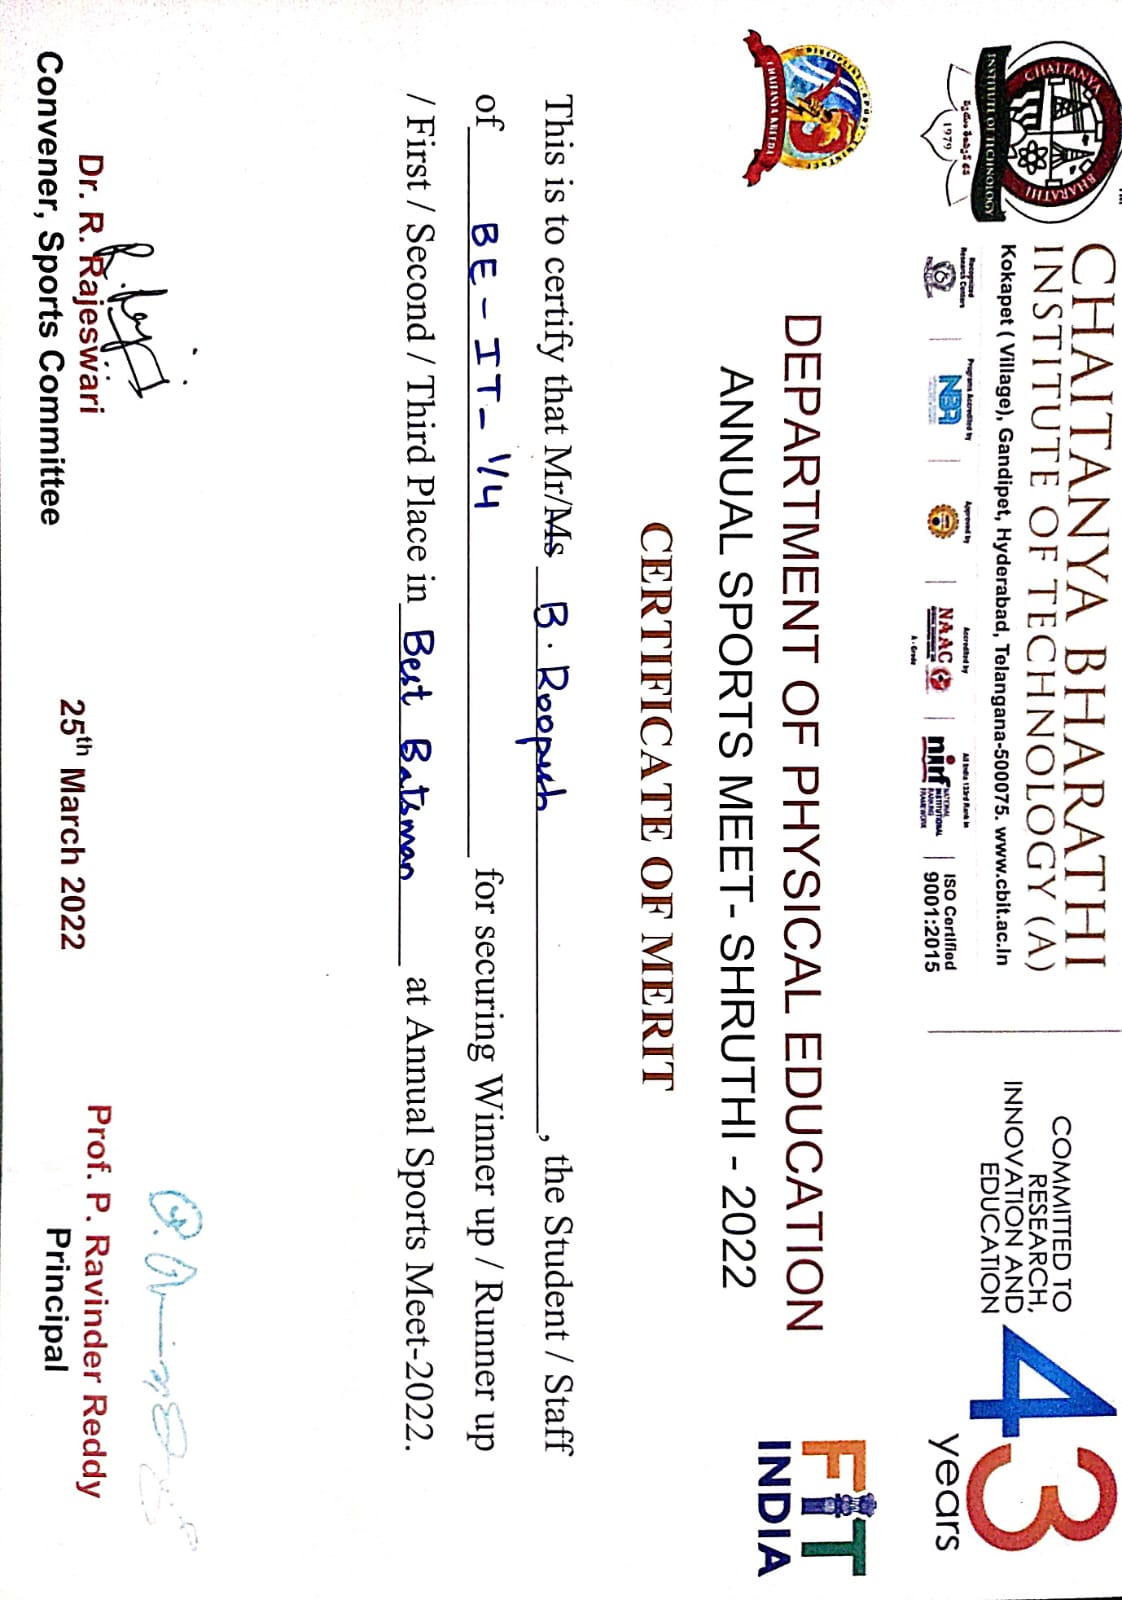 CHAITANYA BHARATHI
INSTITUTE OF TECHNOLOGY (A)
Kokapet ( Village), Gandipet, Hyderabad, Telangana-500075. www.cbit.ac.in
CHAITANYA BHARATHI
INSTITUTE OF TECHNOLOGY
1979
Recognized
Research Centers
Programs Accredited by
NBA
Approved by
Accredited by
NAAC
A - Grade
All India 133rd Rank in
nirf NATIONAL
INSTITUTIONAL
RANKING
FRAMEWORK
ISO Certified
9001:2015
COMMITTED TO
RESEARCH,
INNOVATION AND
EDUCATION
43
years
CHAITANYA KREEDA
FIT
INDIA
DEPARTMENT OF PHYSICAL EDUCATION
ANNUAL SPORTS MEET- SHRUTHI - 2022
CERTIFICATE OF MERIT
This is to certify that Mr/Ms B. Roopesh, the Student / Staff
of BE - IT - 1/4 for securing Winner up / Runner up
/ First / Second / Third Place in Best Batsman at Annual Sports Meet-2022.
Dr. R. Rajeswari
Convener, Sports Committee
25th March 2022
Prof. P. Ravinder Reddy
Principal